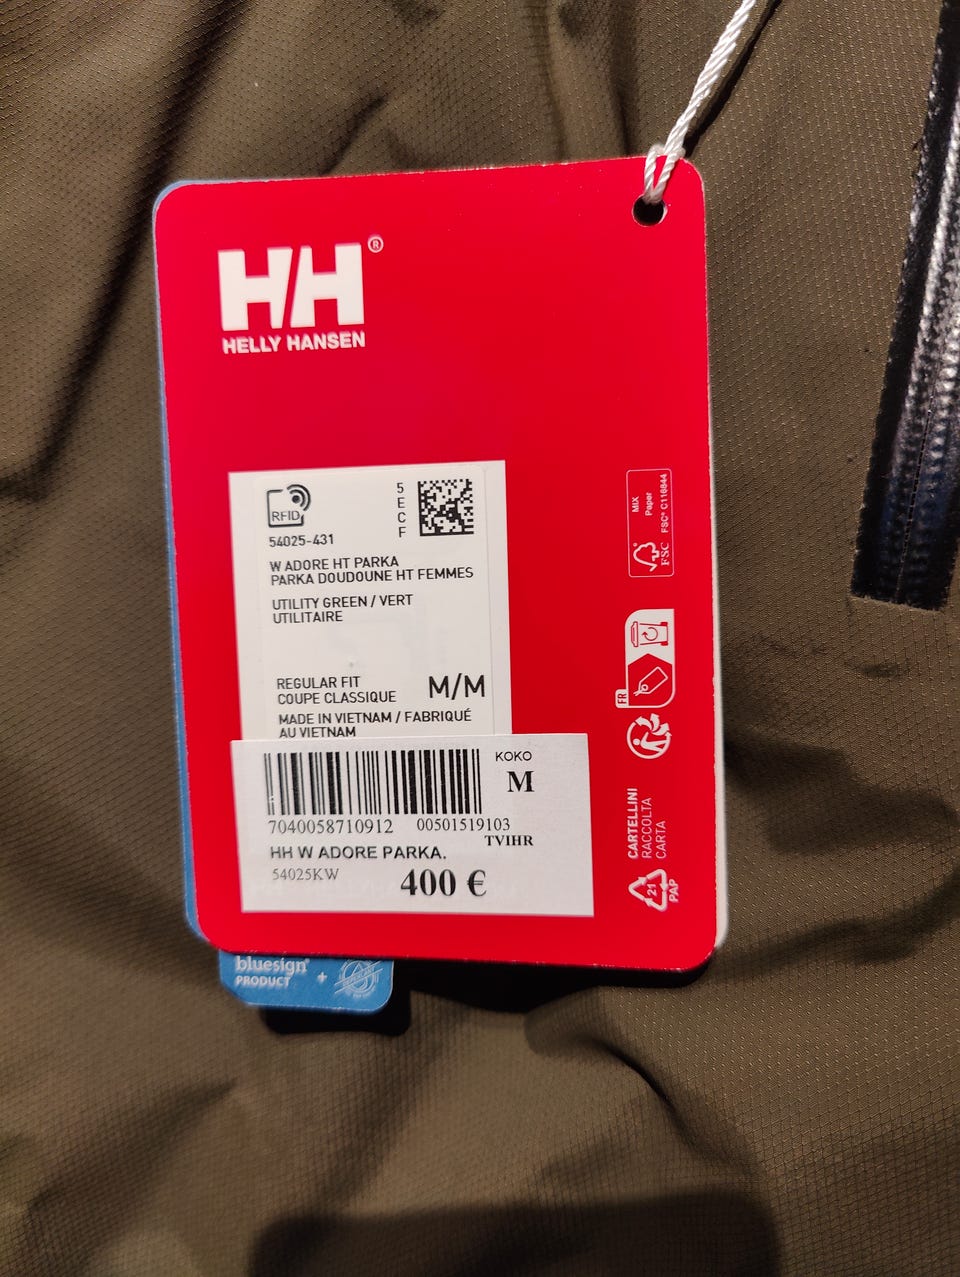 HH®
HELLY HANSEN
RFID
5
E
C
F
54025-431
W ADORE HT PARKA
PARKA DOUDOUNE HT FEMMES
UTILITY GREEN / VERT
UTILITAIRE
REGULAR FIT
COUPE CLASSIQUE
M/M
MADE IN VIETNAM / FABRIQUÉ
AU VIETNAM
KOKO
M
7040058710912 00501519103
TVIHR
HH W ADORE PARKA.
54025KW
400 €
MIX
Paper
FSC® C116844
FSC
FR
CARTELLINI
RACCOLTA
CARTA
21
PAP
bluesign®
PRODUCT
+